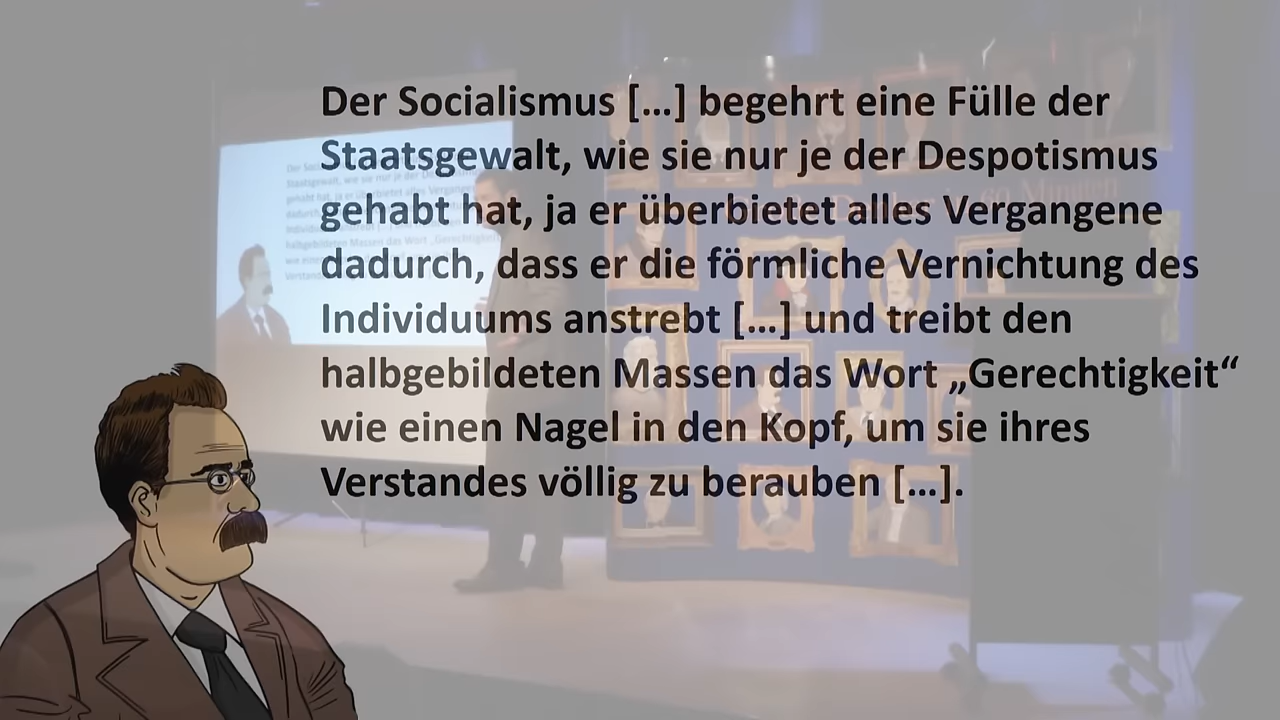 Der Socialismus […] begehrt eine Fülle der
Staatsgewalt, wie sie nur je der Despotismus
gehabt hat, ja er überbietet alles Vergangene
dadurch, dass er die förmliche Vernichtung des
Individuums anstrebt […] und treibt den
halbgebildeten Massen das Wort „Gerechtigkeit“
wie einen Nagel in den Kopf, um sie ihres
Verstandes völlig zu berauben […].